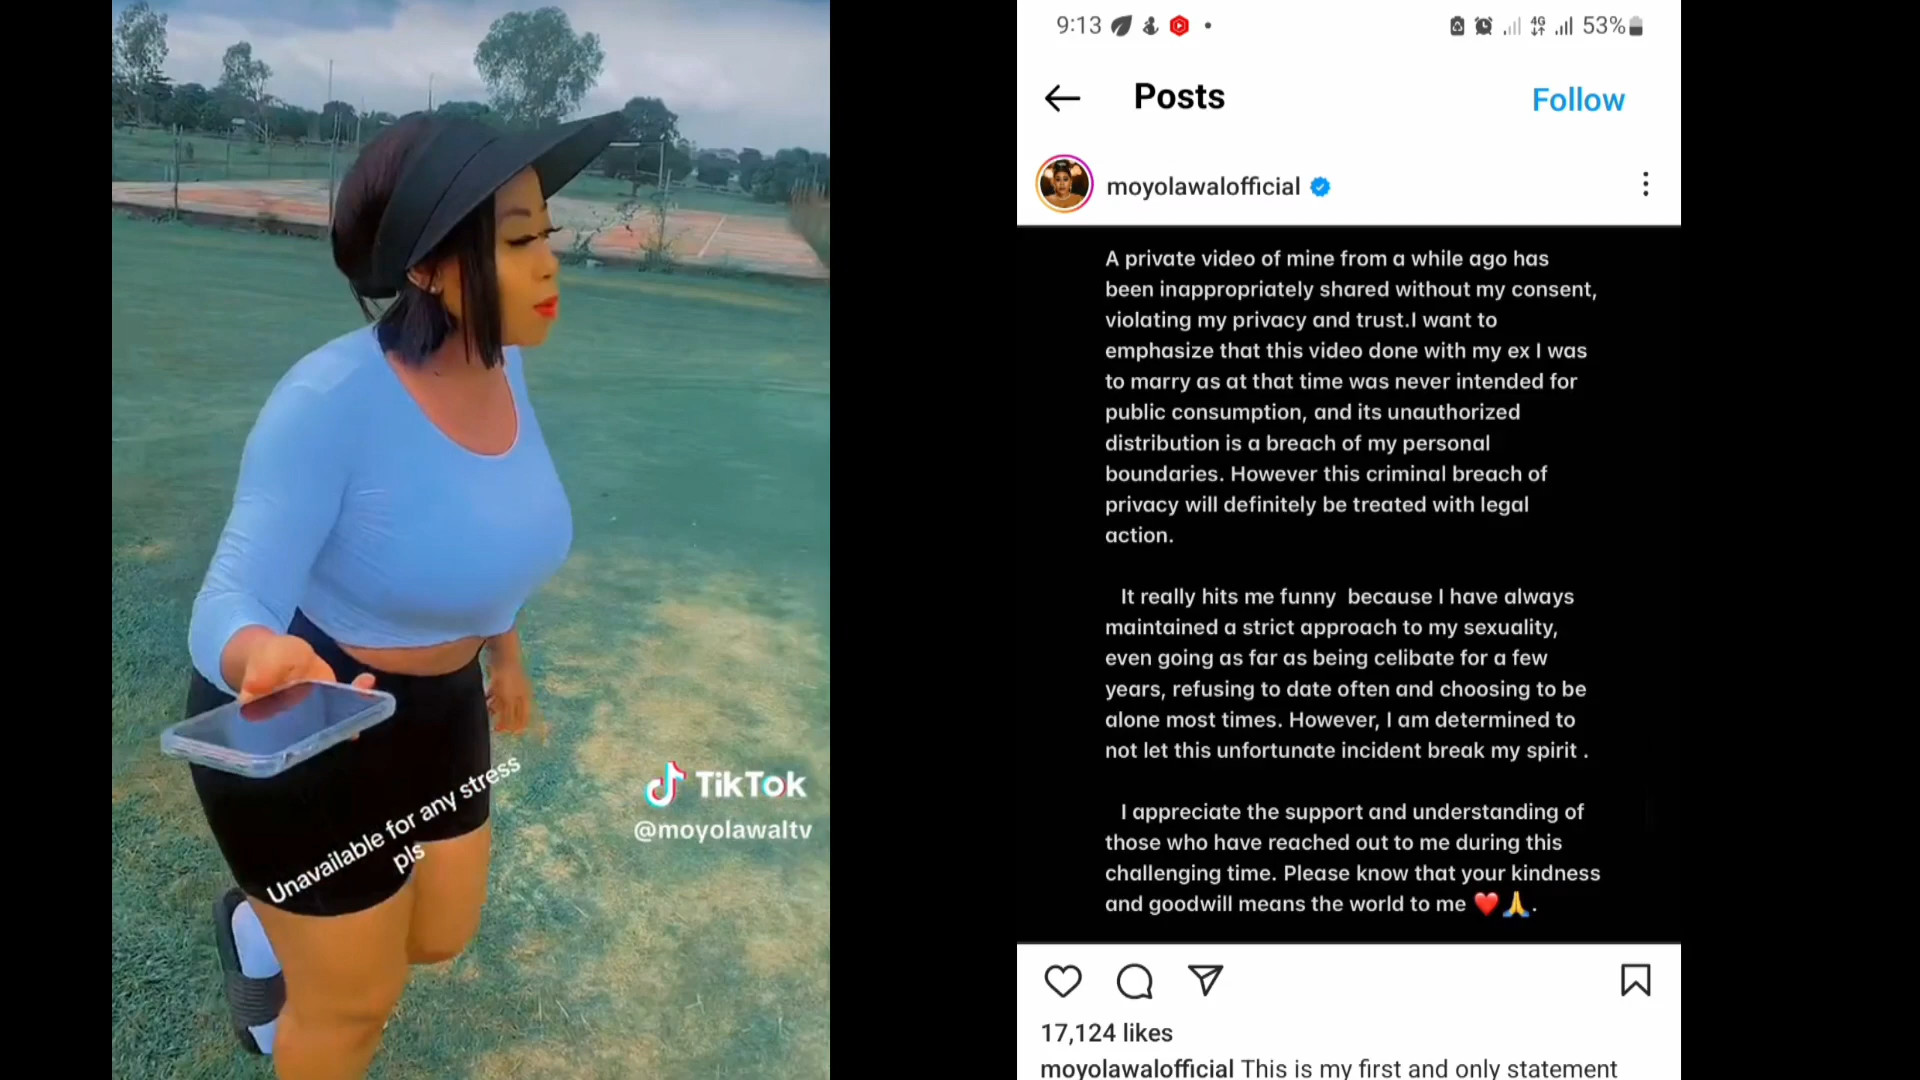 Unavailable for any stress
pls
TikTok
@moyolawaltv
9:13
4G
53%
Posts
Follow
moyolawalofficial
A private video of mine from a while ago has
been inappropriately shared without my consent,
violating my privacy and trust.I want to
emphasize that this video done with my ex I was
to marry as at that time was never intended for
public consumption, and its unauthorized
distribution is a breach of my personal
boundaries. However this criminal breach of
privacy will definitely be treated with legal
action.
It really hits me funny  because I have always
maintained a strict approach to my sexuality,
even going as far as being celibate for a few
years, refusing to date often and choosing to be
alone most times. However, I am determined to
not let this unfortunate incident break my spirit .
I appreciate the support and understanding of
those who have reached out to me during this
challenging time. Please know that your kindness
and goodwill means the world to me ❤️🙏.
17,124 likes
moyolawalofficial This is my first and only statement